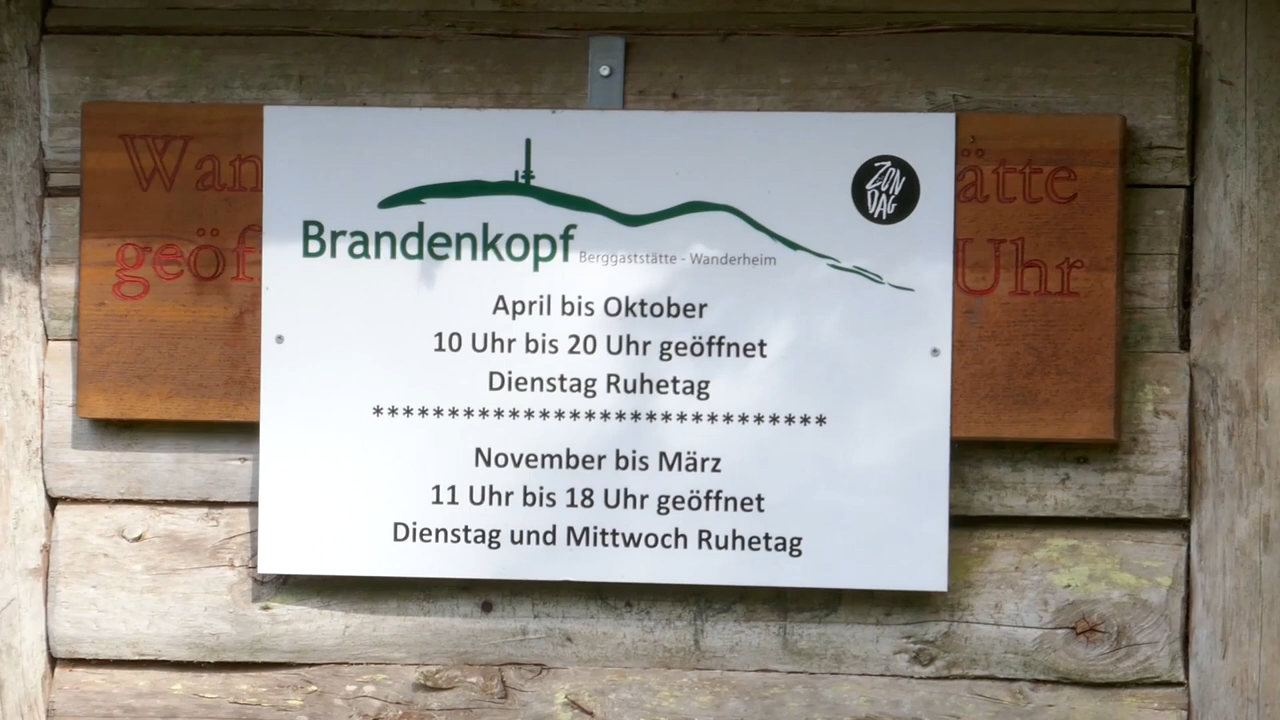 Brandenkopf Berggaststätte - Wanderheim
ZON
DAG
April bis Oktober
10 Uhr bis 20 Uhr geöffnet
Dienstag Ruhetag
******************************
November bis März
11 Uhr bis 18 Uhr geöffnet
Dienstag und Mittwoch Ruhetag
Wan ätte
geöf Uhr